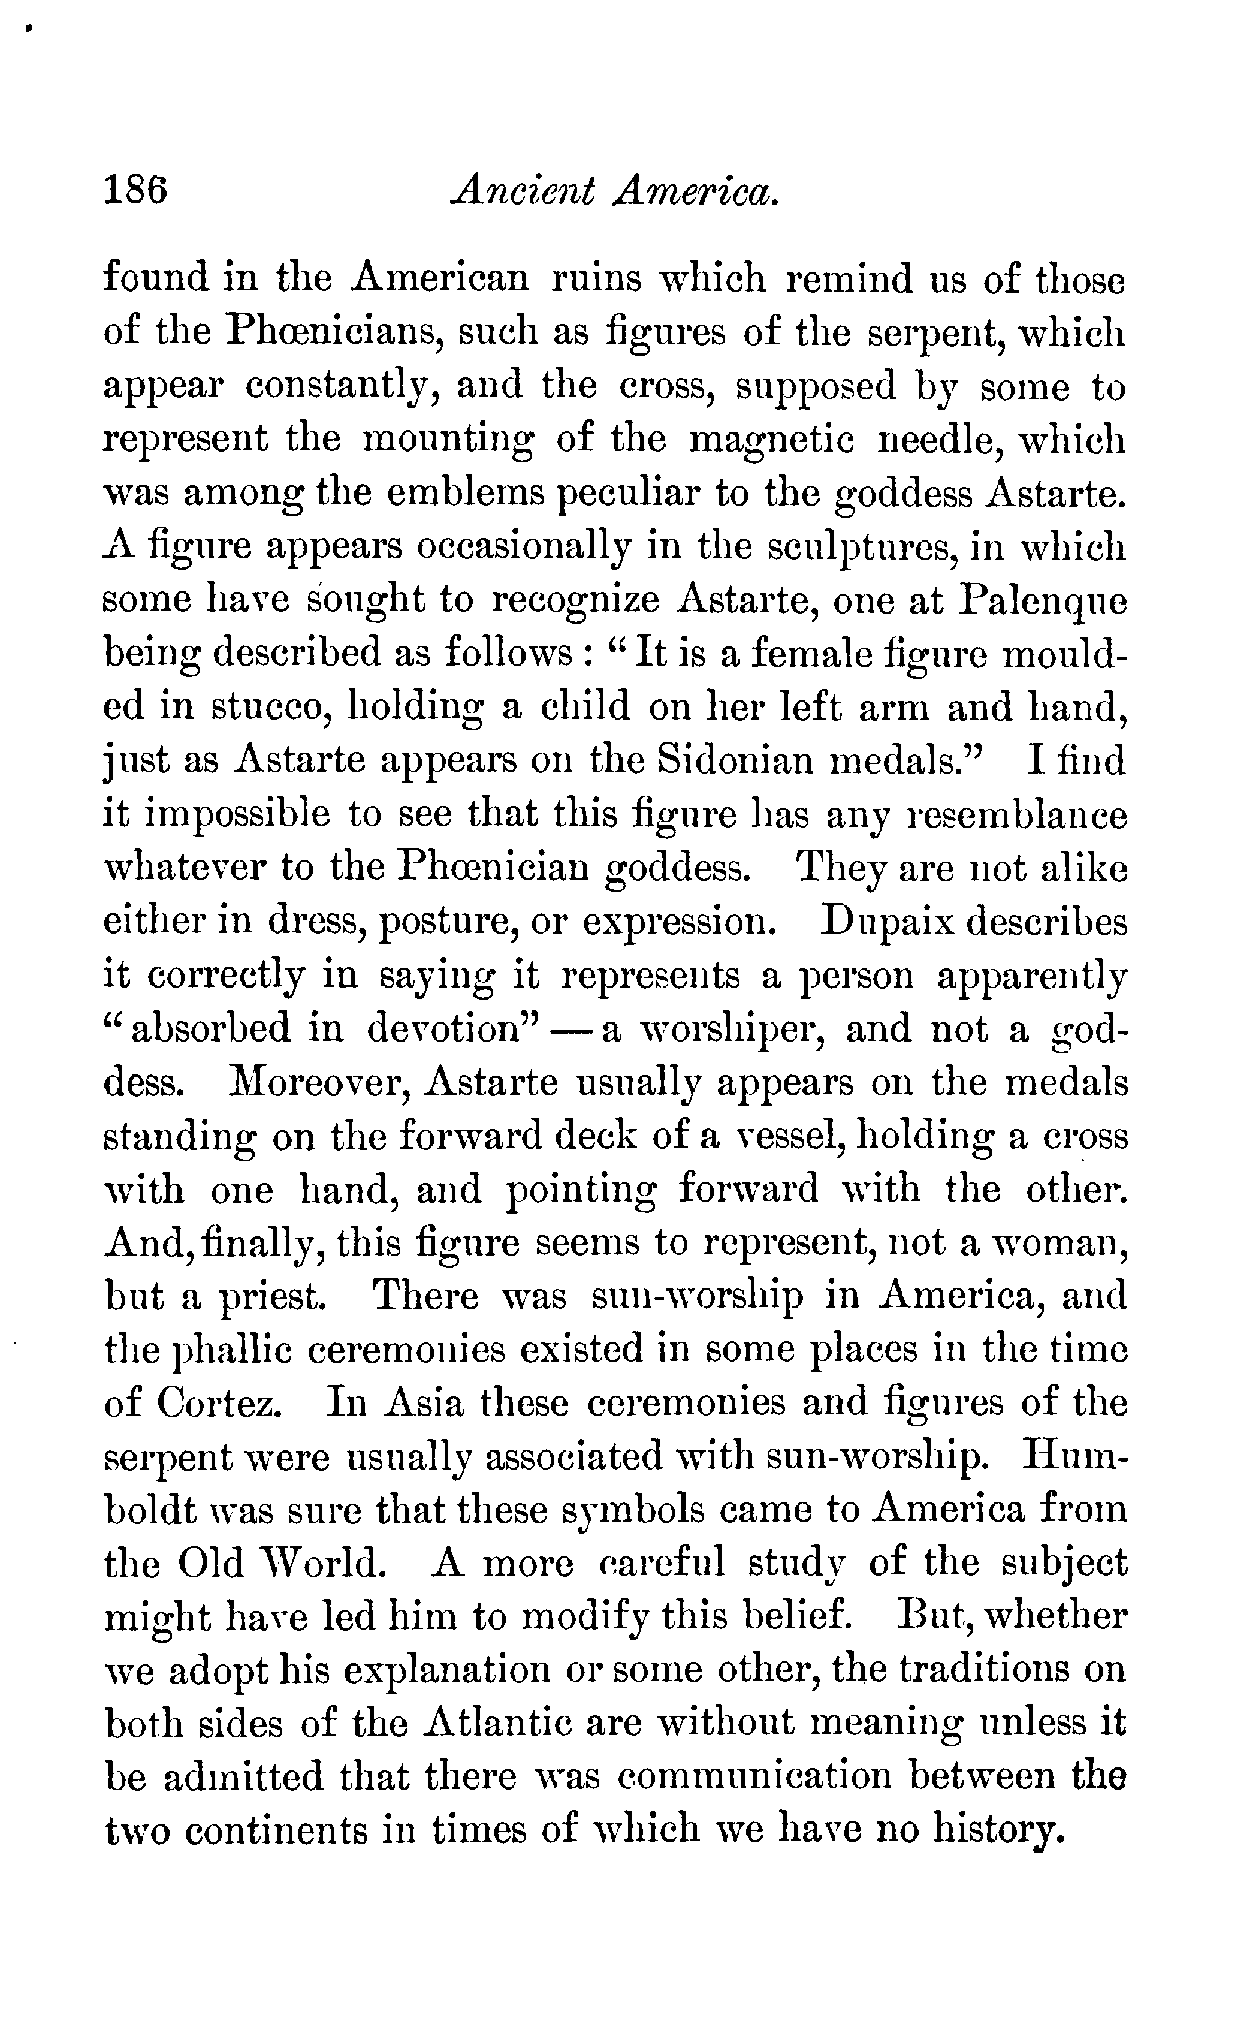 186 Ancient America.
found in the American ruins which remind us of those
of the Phœnicians, such as figures of the serpent, which
appear constantly, and the cross, supposed by some to
represent the mounting of the magnetic needle, which
was among the emblems peculiar to the goddess Astarte.
A figure appears occasionally in the sculptures, in which
some have sought to recognize Astarte, one at Palenque
being described as follows: "It is a female figure mould-
ed in stucco, holding a child on her left arm and hand,
just as Astarte appears on the Sidonian medals." I find
it impossible to see that this figure has any resemblance
whatever to the Phœnician goddess. They are not alike
either in dress, posture, or expression. Dupaix describes
it correctly in saying it represents a person apparently
"absorbed in devotion" — a worshiper, and not a god-
dess. Moreover, Astarte usually appears on the medals
standing on the forward deck of a vessel, holding a cross
with one hand, and pointing forward with the other.
And, finally, this figure seems to represent, not a woman,
but a priest. There was sun-worship in America, and
the phallic ceremonies existed in some places in the time
of Cortez. In Asia these ceremonies and figures of the
serpent were usually associated with sun-worship. Hum-
boldt was sure that these symbols came to America from
the Old World. A more careful study of the subject
might have led him to modify this belief. But, whether
we adopt his explanation or some other, the traditions on
both sides of the Atlantic are without meaning unless it
be admitted that there was communication between the
two continents in times of which we have no history.